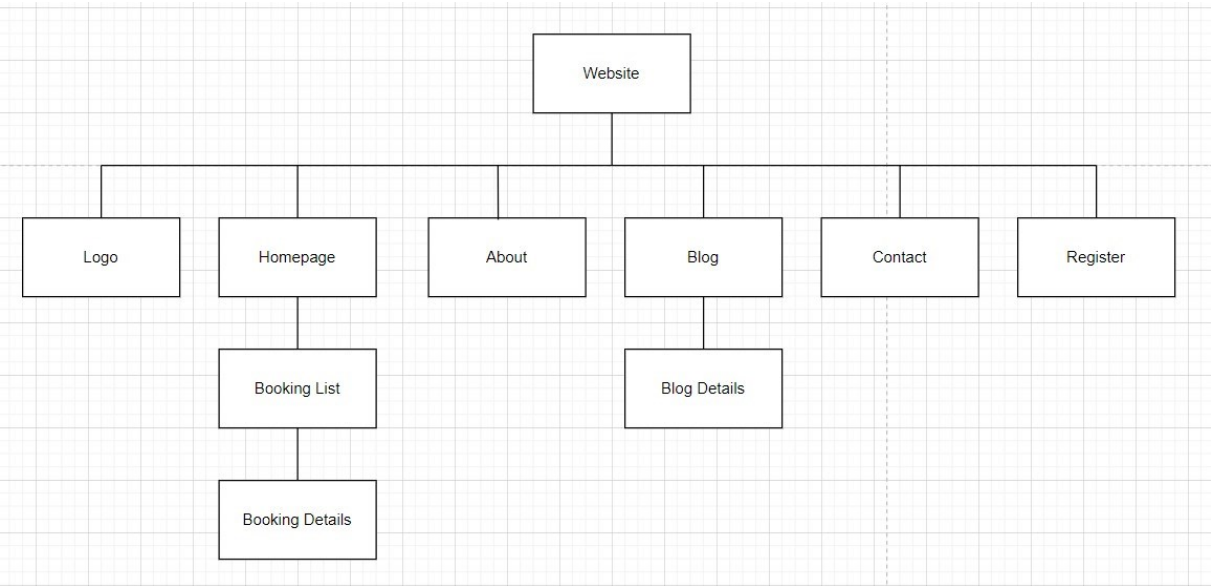 Website
Logo
Homepage
About
Blog
Contact
Register
Booking List
Blog Details
Booking Details